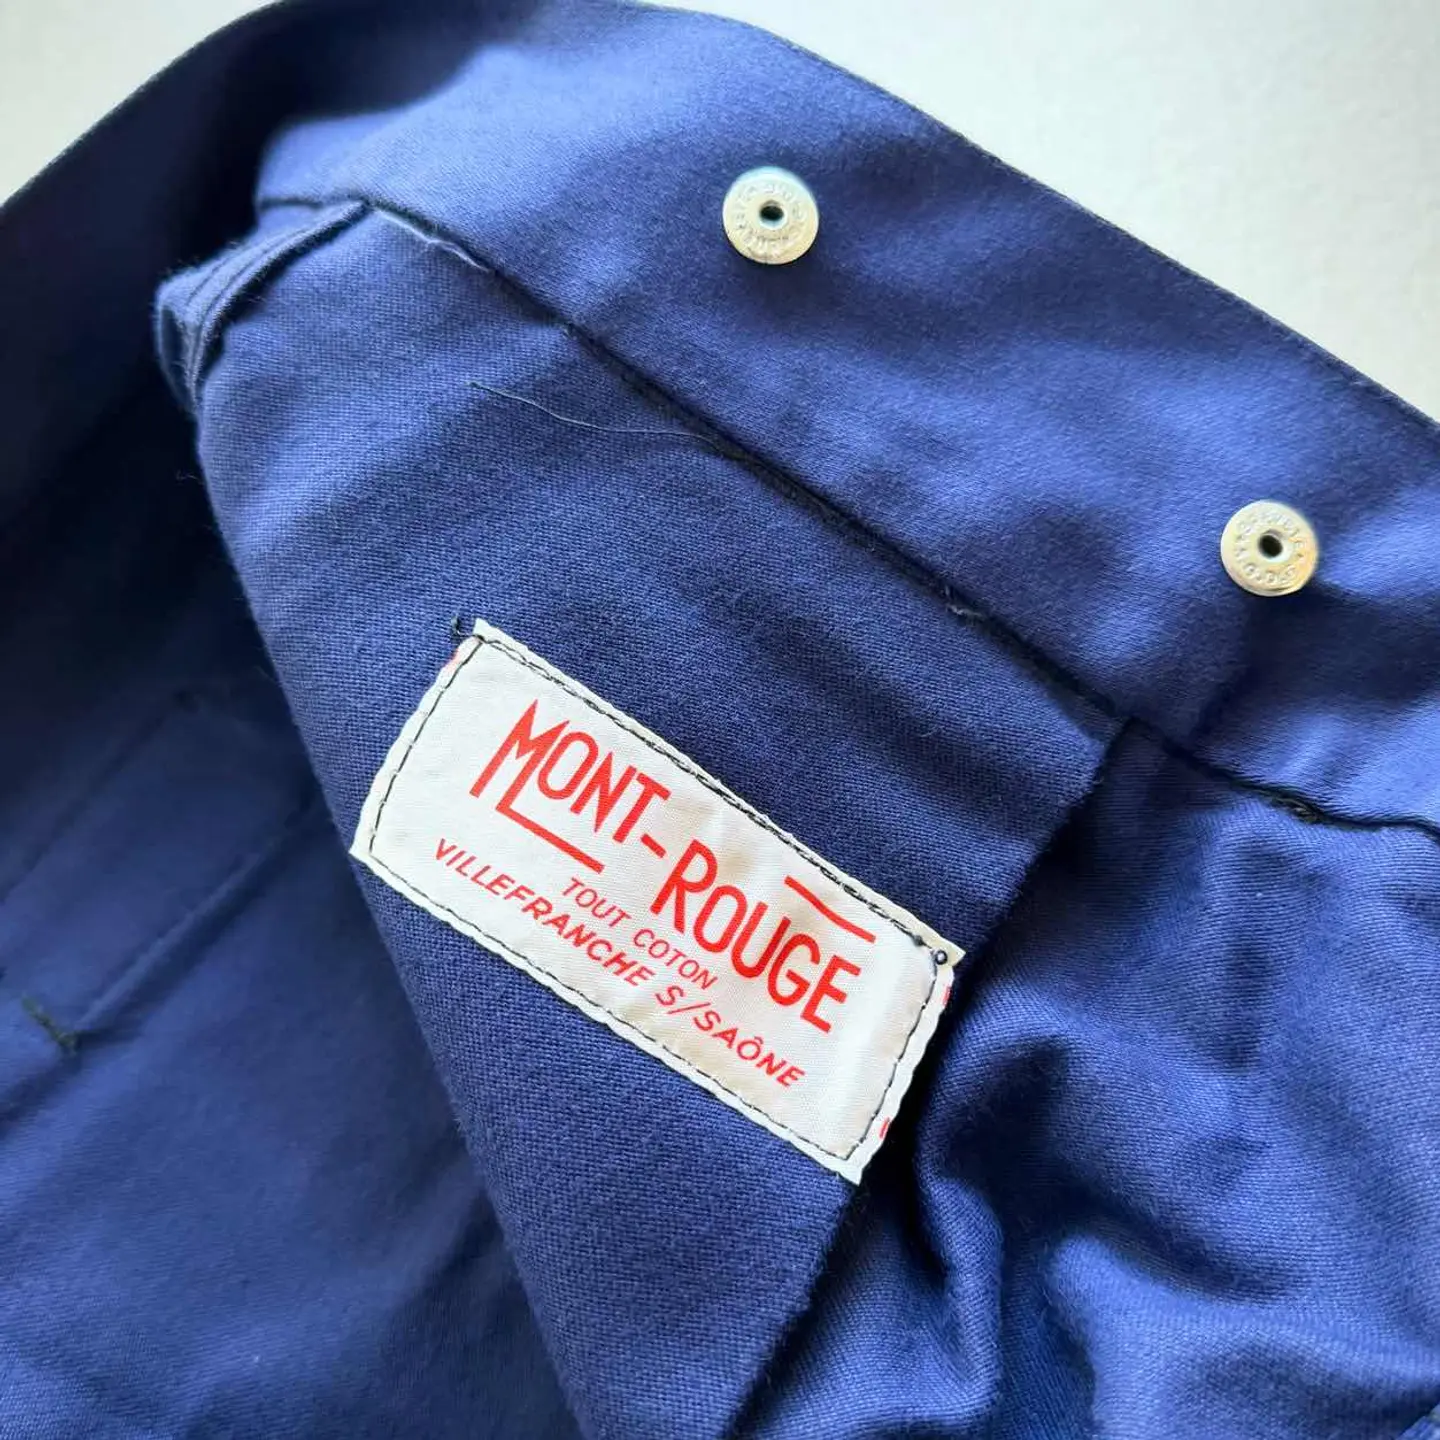 MONT-ROUGE
TOUT COTON
VILLEFRANCHE S/SAÔNE